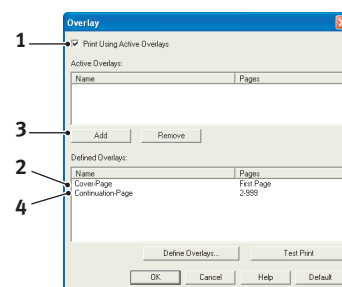 Overlay
1
Print Using Active Overlays
Active Overlays:
Name Pages
3
Add Remove
Defined Overlays:
2
Name Pages
Cover-Page First Page
4
Continuation-Page 2-999
Define Overlays... Test Print
OK Cancel Help Default